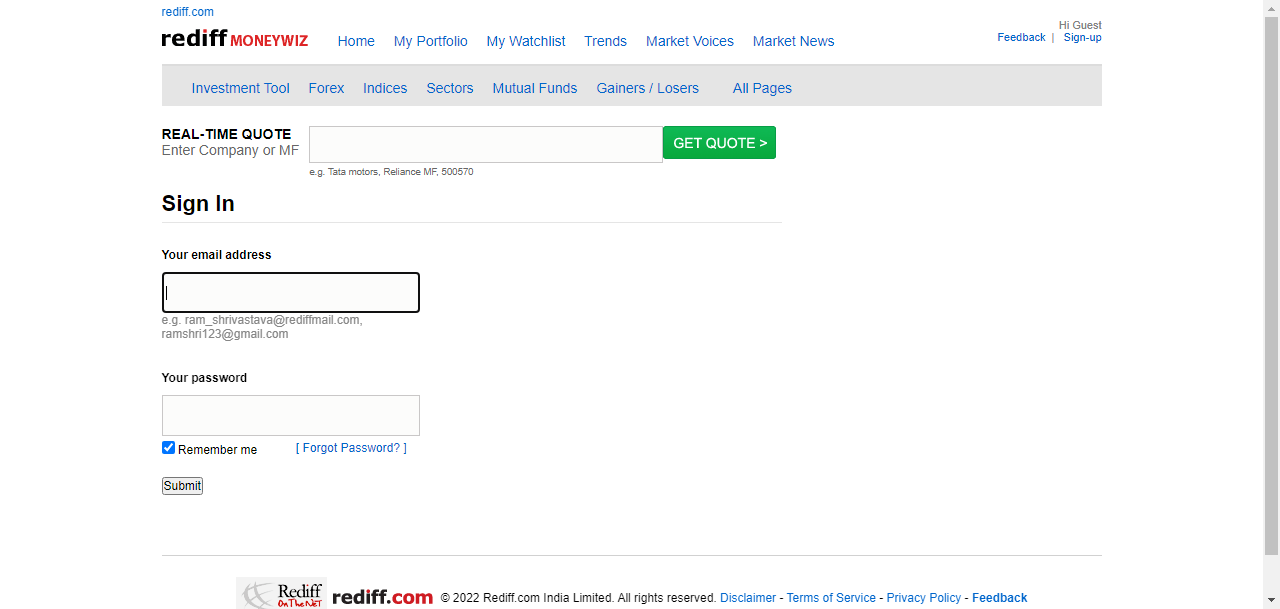 rediff.com
rediff MONEYWIZ
Home My Portfolio My Watchlist Trends Market Voices Market News
Hi Guest
Feedback | Sign-up
Investment Tool Forex Indices Sectors Mutual Funds Gainers / Losers All Pages
REAL-TIME QUOTE
Enter Company or MF
GET QUOTE >
e.g. Tata motors, Reliance MF, 500570
Sign In
Your email address
e.g. ram_shrivastava@rediffmail.com,
ramshri123@gmail.com
Your password
Remember me [ Forgot Password? ]
Submit
Rediff
On The NeT
rediff.com © 2022 Rediff.com India Limited. All rights reserved. Disclaimer - Terms of Service - Privacy Policy - Feedback